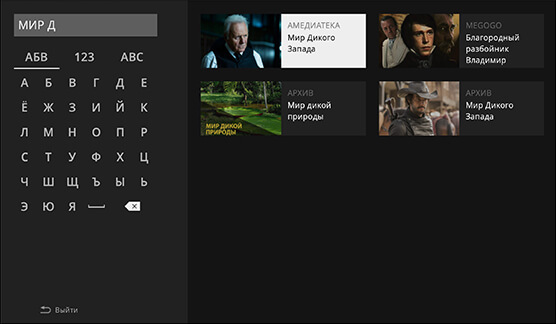 МИР Д
АБВ 123 ABC
А Б В Г Д Е
Ё Ж З И Й К
Л М Н О П Р
С Т У Ф Х Ц
Ч Ш Щ Ъ Ы Ь
Э Ю Я
Выйти
АМЕДИАТЕКА
Мир Дикого
Запада
MEGOGO
Благородный
разбойник
Владимир
МИР ДИКОЙ
ПРИРОДЫ
АРХИВ
Мир дикой
природы
АРХИВ
Мир Дикого
Запада